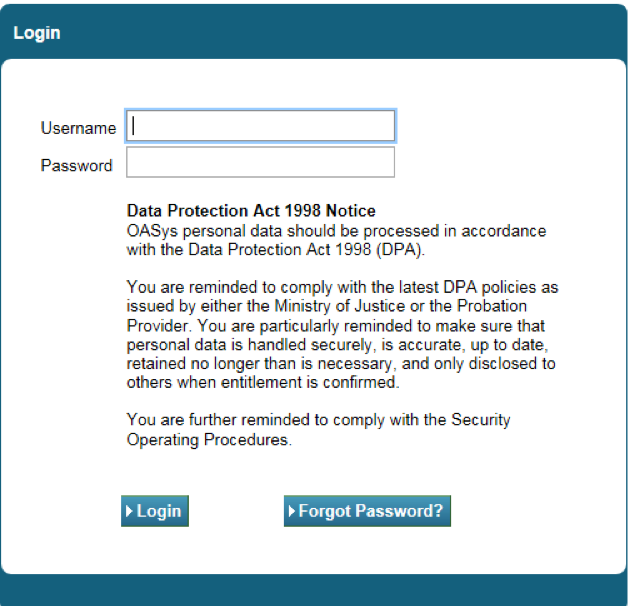 Login
Username
Password
Data Protection Act 1998 Notice
OASys personal data should be processed in accordance
with the Data Protection Act 1998 (DPA).
You are reminded to comply with the latest DPA policies as
issued by either the Ministry of Justice or the Probation
Provider. You are particularly reminded to make sure that
personal data is handled securely, is accurate, up to date,
retained no longer than is necessary, and only disclosed to
others when entitlement is confirmed.
You are further reminded to comply with the Security
Operating Procedures.
Login
Forgot Password?